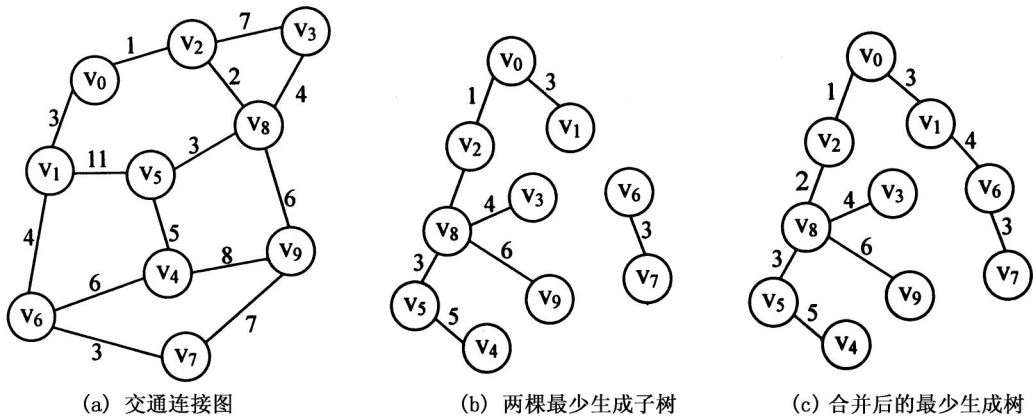 V₀
V₂
V₃
V₁
V₅
V₈
V₄
V₉
V₆
V₇
1
7
2
4
3
11
3
6
4
5
8
6
3
7
(a) 交通连接图
V₀
V₁
V₂
V₈
V₃
V₆
V₅
V₉
V₇
V₄
1
3
4
6
3
3
5
(b) 两棵最少生成子树
V₀
V₁
V₂
V₃
V₆
V₈
V₅
V₉
V₇
V₄
1
3
4
2
4
6
3
3
5
(c) 合并后的最少生成树